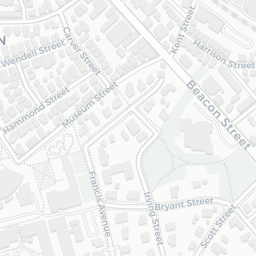 N
Wendell Street
Carver Street
Kent Street
Harrison Street
Hammond Street
Museum Street
Beacon Street
Francis Avenue
Irving Street
Bryant Street
Scott Street